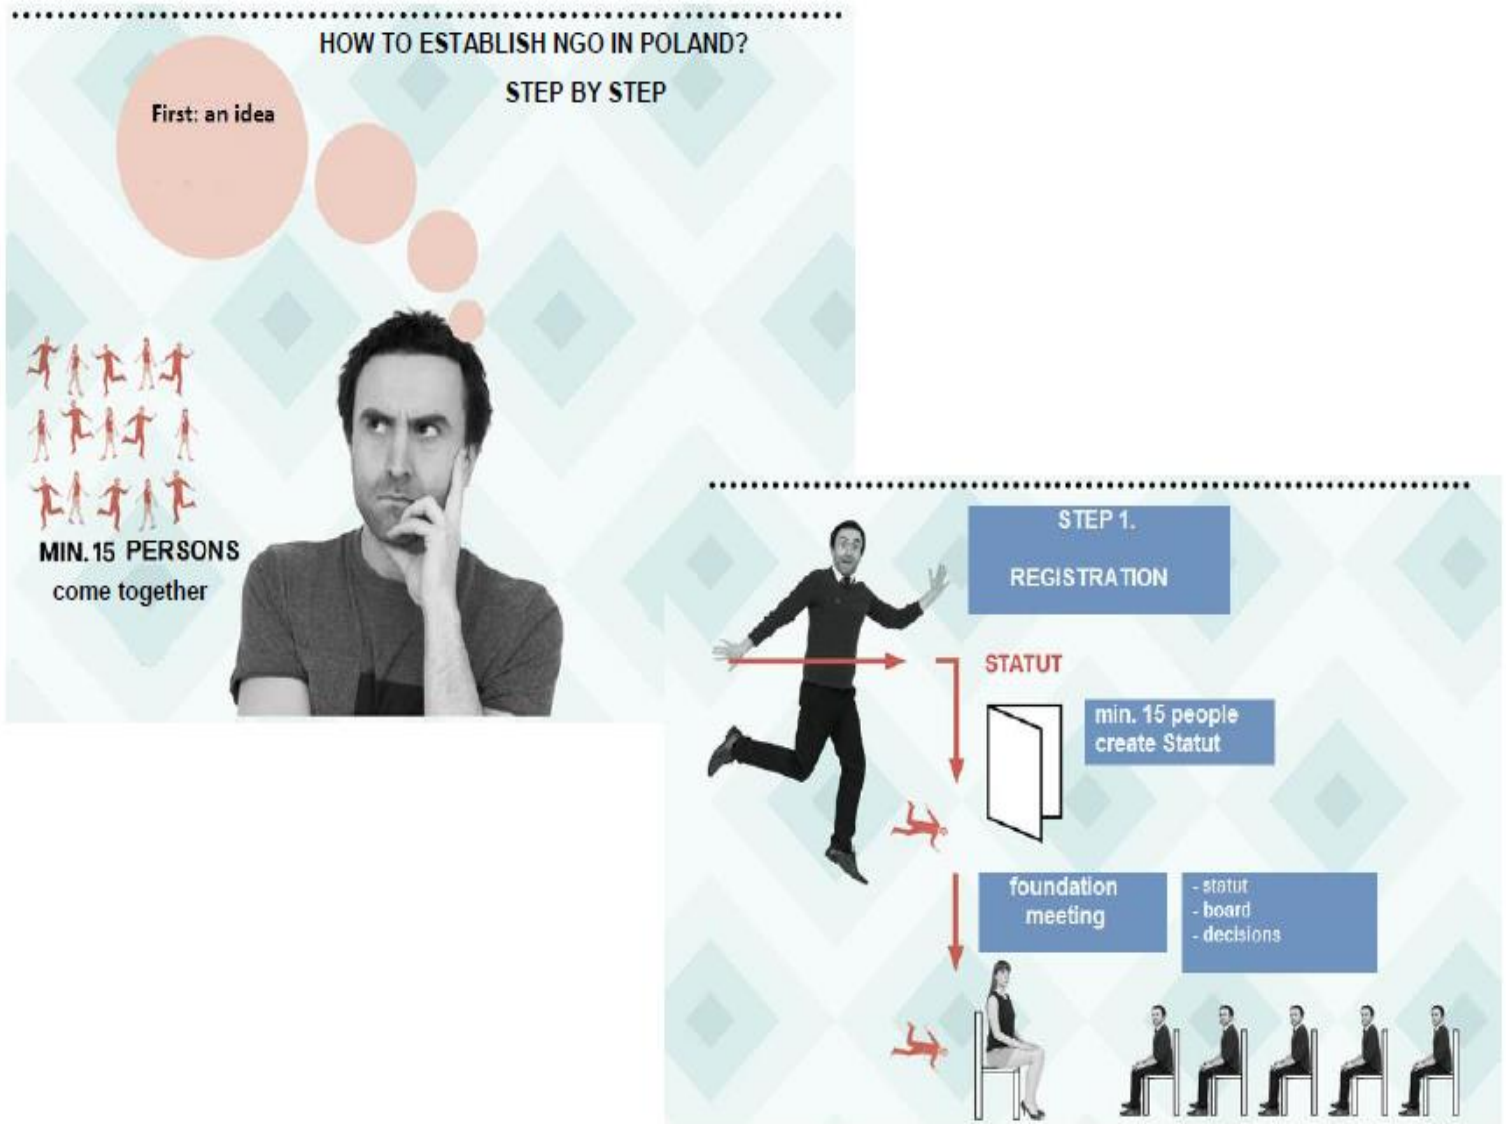 HOW TO ESTABLISH NGO IN POLAND?
STEP BY STEP
First: an idea
MIN. 15 PERSONS
come together
STEP 1.
REGISTRATION
STATUT
min. 15 people
create Statut
foundation
meeting
- statut
- board
- decisions